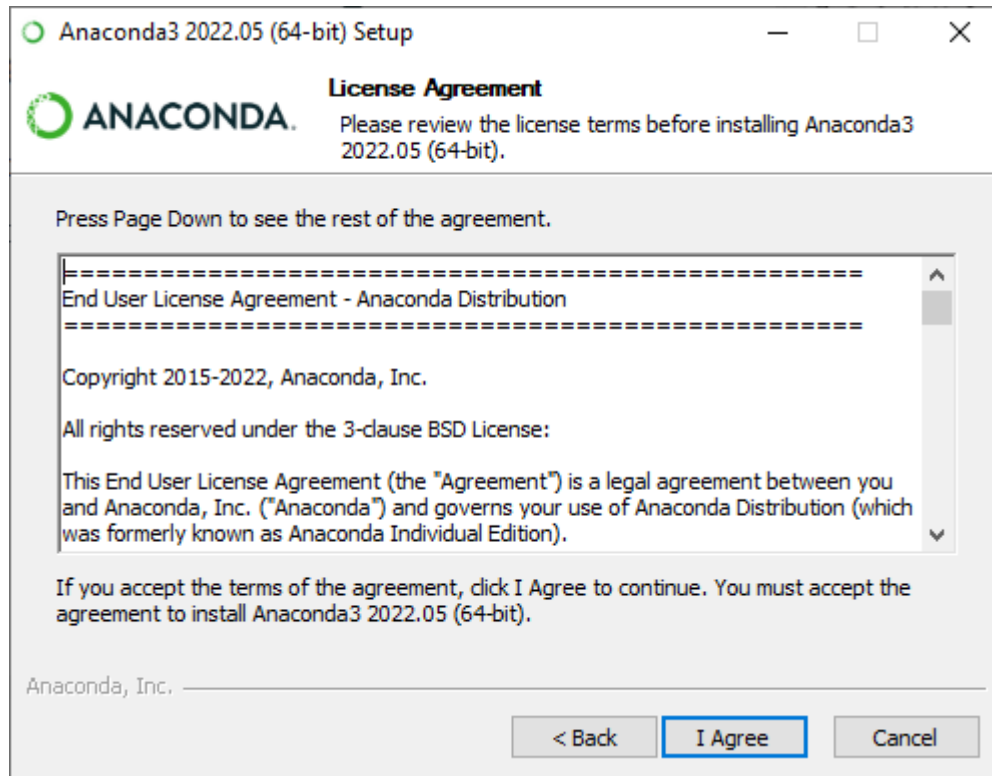 Anaconda3 2022.05 (64-bit) Setup
ANACONDA.
License Agreement
Please review the license terms before installing Anaconda3
2022.05 (64-bit).
Press Page Down to see the rest of the agreement.
==================================================
End User License Agreement - Anaconda Distribution
==================================================
Copyright 2015-2022, Anaconda, Inc.
All rights reserved under the 3-clause BSD License:
This End User License Agreement (the "Agreement") is a legal agreement between you
and Anaconda, Inc. ("Anaconda") and governs your use of Anaconda Distribution (which
was formerly known as Anaconda Individual Edition).
If you accept the terms of the agreement, click I Agree to continue. You must accept the
agreement to install Anaconda3 2022.05 (64-bit).
Anaconda, Inc.
< Back
I Agree
Cancel